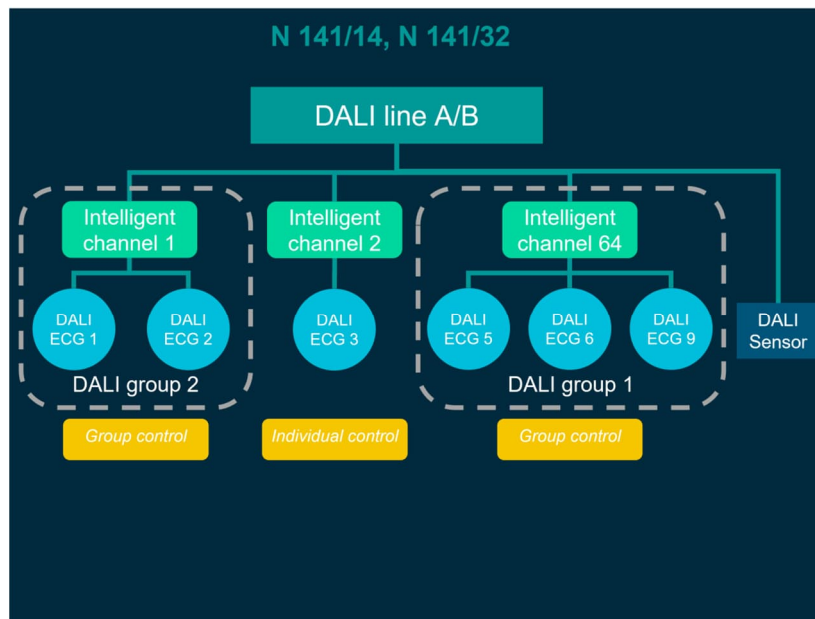 N 141/14, N 141/32
DALI line A/B
Intelligent
channel 1
Intelligent
channel 2
Intelligent
channel 64
DALI
ECG 1
DALI
ECG 2
DALI
ECG 3
DALI
ECG 5
DALI
ECG 6
DALI
ECG 9
DALI
Sensor
DALI group 2
DALI group 1
Group control
Individual control
Group control